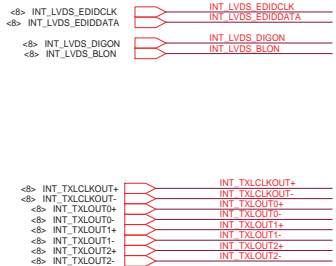 <8> INT_LVDS_EDIDCLK INT_LVDS_EDIDCLK
<8> INT_LVDS_EDIDDATA INT_LVDS_EDIDDATA
<8> INT_LVDS_DIGON INT_LVDS_DIGON
<8> INT_LVDS_BLON INT_LVDS_BLON
<8> INT_TXLCLKOUT+ INT_TXLCLKOUT+
<8> INT_TXLCLKOUT- INT_TXLCLKOUT-
<8> INT_TXLOUT0+ INT_TXLOUT0+
<8> INT_TXLOUT0- INT_TXLOUT0-
<8> INT_TXLOUT1+ INT_TXLOUT1+
<8> INT_TXLOUT1- INT_TXLOUT1-
<8> INT_TXLOUT2+ INT_TXLOUT2+
<8> INT_TXLOUT2- INT_TXLOUT2-